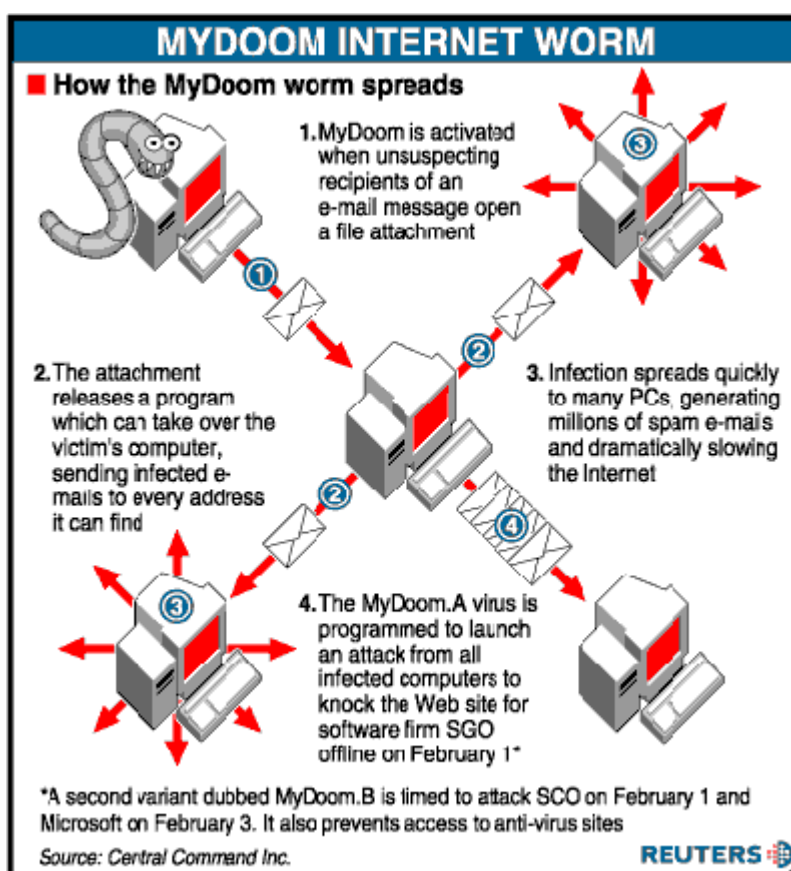 MYDOOM INTERNET WORM
How the MyDoom worm spreads
1. MyDoom is activated
when unsuspecting
recipients of an
e-mail message open
a file attachment
3
1
2
2. The attachment
releases a program
which can take over the
victim's computer,
sending infected e-
mails to every address
it can find
3. Infection spreads quickly
to many PCs, generating
millions of spam e-mails
and dramatically slowing
the Internet
2
4
3
4. The MyDoom.A virus is
programmed to launch
an attack from all
infected computers to
knock the Web site for
software firm SGO
offline on February 1*
*A second variant dubbed MyDoom.B is timed to attack SCO on February 1 and
Microsoft on February 3. It also prevents access to anti-virus sites
Source: Central Command Inc.
REUTERS